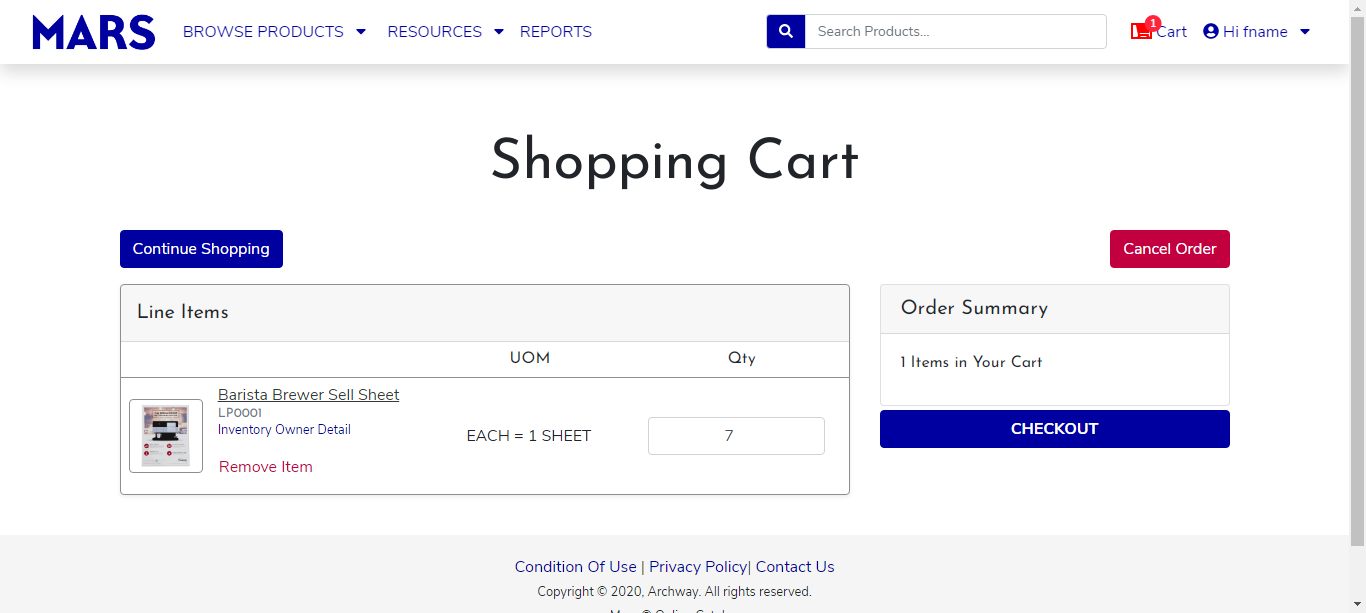 MARS BROWSE PRODUCTS RESOURCES REPORTS Search Products... 1 Cart Hi fname
Shopping Cart
Continue Shopping Cancel Order
Line Items
UOM Qty
Barista Brewer Sell Sheet
LP0001
Inventory Owner Detail
EACH = 1 SHEET 7
Remove Item
Order Summary
1 Items in Your Cart
CHECKOUT
Condition Of Use | Privacy Policy| Contact Us
Copyright © 2020, Archway. All rights reserved.